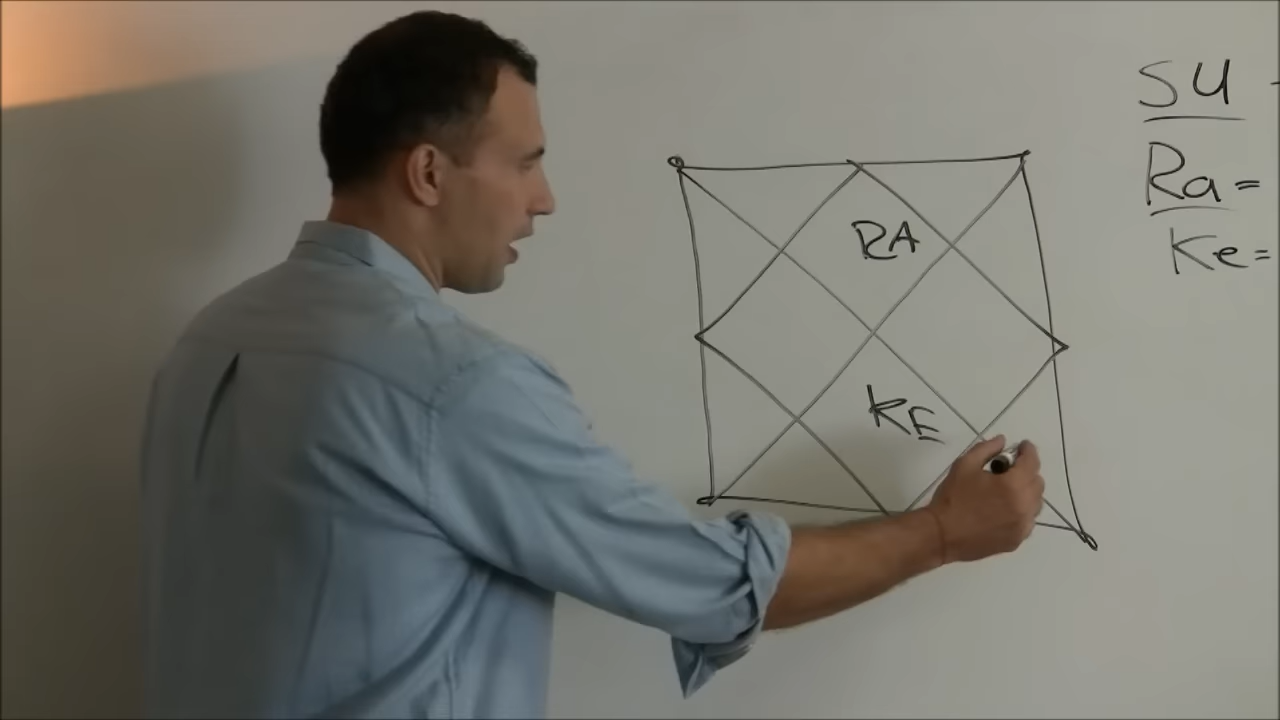 SU -
Ra =
Ke =
RA
KE